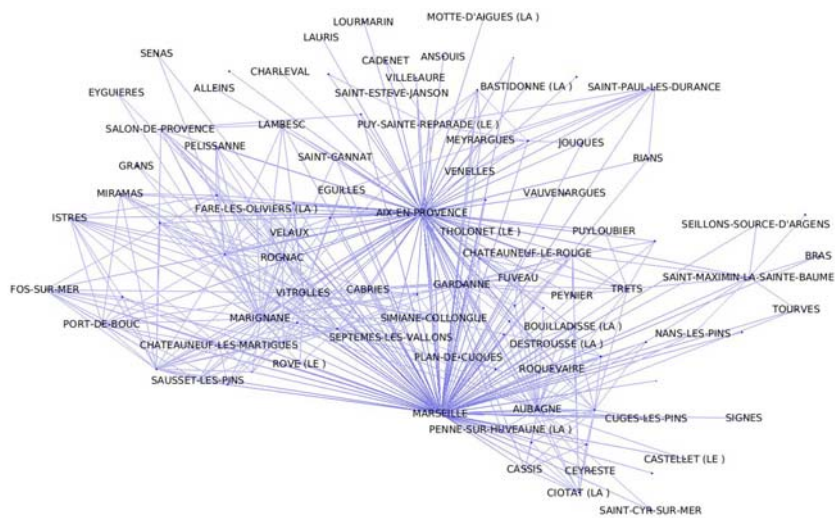 MOTTE-D'AIGUES (LA )
LOURMARIN
LAURIS
SENAS
CADENET
ANSOUIS
CHARLEVAL
VILLELAURE
ALLEINS
BASTIDONNE (LA )
SAINT-PAUL-LES-DURANCE
EYGUIERES
SAINT-ESTEVE-JANSON
SALON-DE-PROVENCE
LAMBESC
PUY-SAINTE-REPARADE (LE )
MEYRARGUES
JOUQUES
PELISSANNE
SAINT-CANNAT
RIANS
GRANS
VENELLES
MIRAMAS
EGUILLES
VAUVENARGUES
ISTRES
FARE-LES-OLIVIERS (LA )
AIX-EN-PROVENCE
SEILLONS-SOURCE-D'ARGENS
VELAUX
THOLONET (LE )
PUYLOUBIER
ROGNAC
CHATEAUNEUF-LE-ROUGE
BRAS
FOS-SUR-MER
VITROLLES
CABRIES
GARDANNE
FUVEAU
TRETS
SAINT-MAXIMIN-LA-SAINTE-BAUME
PEYNIER
TOURVES
PORT-DE-BOUC
MARIGNANE
SIMIANE-COLLONGUE
BOUILLADISSE (LA )
NANS-LES-PINS
CHATEAUNEUF-LES-MARTIGUES
SEPTEMES-LES-VALLONS
DESTROUSSE (LA )
PLAN-DE-CUQUES
ROVE (LE )
ROQUEVAIRE
SAUSSET-LES-PINS
MARSEILLE
AUBAGNE
CUGES-LES-PINS
SIGNES
PENNE-SUR-HUVEAUNE (LA )
CASTELLET (LE )
CASSIS
CEYRESTE
CIOTAT (LA )
SAINT-CYR-SUR-MER